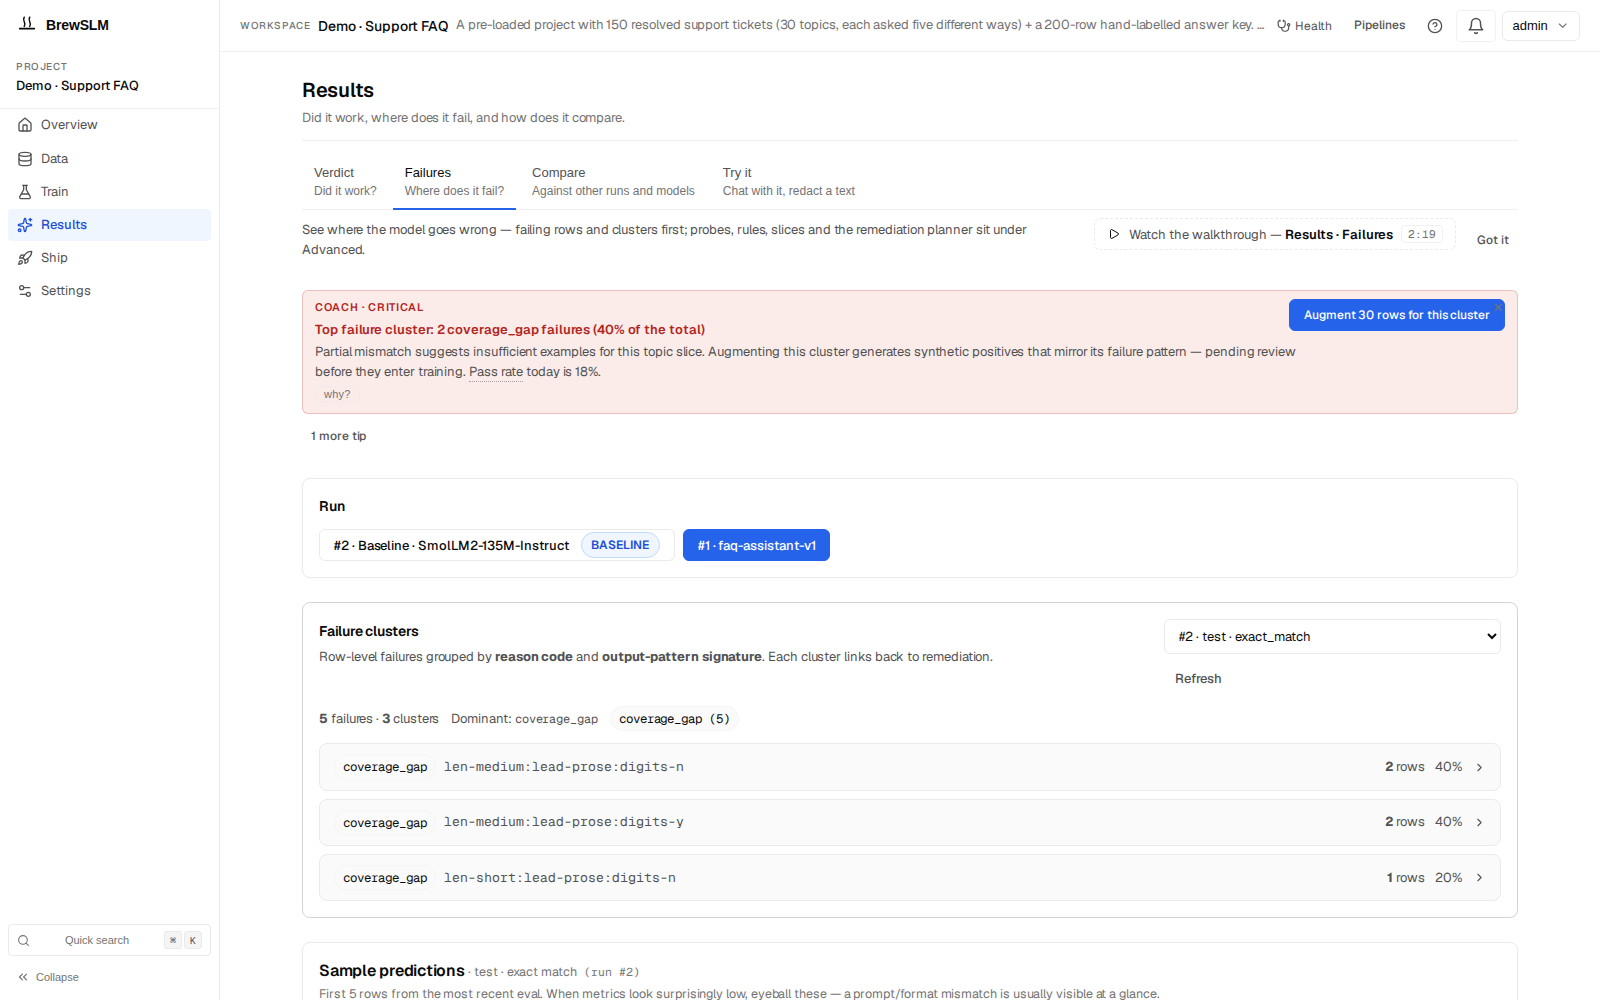 BrewSLM
PROJECT
Demo · Support FAQ
Overview
Data
Train
Results
Ship
Settings
Quick search ⌘ K
Collapse
WORKSPACE Demo · Support FAQ A pre-loaded project with 150 resolved support tickets (30 topics, each asked five different ways) + a 200-row hand-labelled answer key. ... Health Pipelines admin
Results
Did it work, where does it fail, and how does it compare.
Verdict Failures Compare Try it
Did it work? Where does it fail? Against other runs and models Chat with it, redact a text
See where the model goes wrong — failing rows and clusters first; probes, rules, slices and the remediation planner sit under
Advanced.
Watch the walkthrough — Results · Failures 2:19 Got it
COACH · CRITICAL
Top failure cluster: 2 coverage_gap failures (40% of the total)
Augment 30 rows for this cluster
Partial mismatch suggests insufficient examples for this topic slice. Augmenting this cluster generates synthetic positives that mirror its failure pattern — pending review
before they enter training. Pass rate today is 18%.
why?
1 more tip
Run
#2 · Baseline · SmolLM2-135M-Instruct BASELINE #1 · faq-assistant-v1
Failure clusters
#2 · test · exact_match
Row-level failures grouped by reason code and output-pattern signature. Each cluster links back to remediation.
Refresh
5 failures · 3 clusters Dominant: coverage_gap coverage_gap (5)
coverage_gap len-medium:lead-prose:digits-n 2 rows 40%
coverage_gap len-medium:lead-prose:digits-y 2 rows 40%
coverage_gap len-short:lead-prose:digits-n 1 rows 20%
Sample predictions · test · exact match (run #2)
First 5 rows from the most recent eval. When metrics look surprisingly low, eyeball these — a prompt/format mismatch is usually visible at a glance.